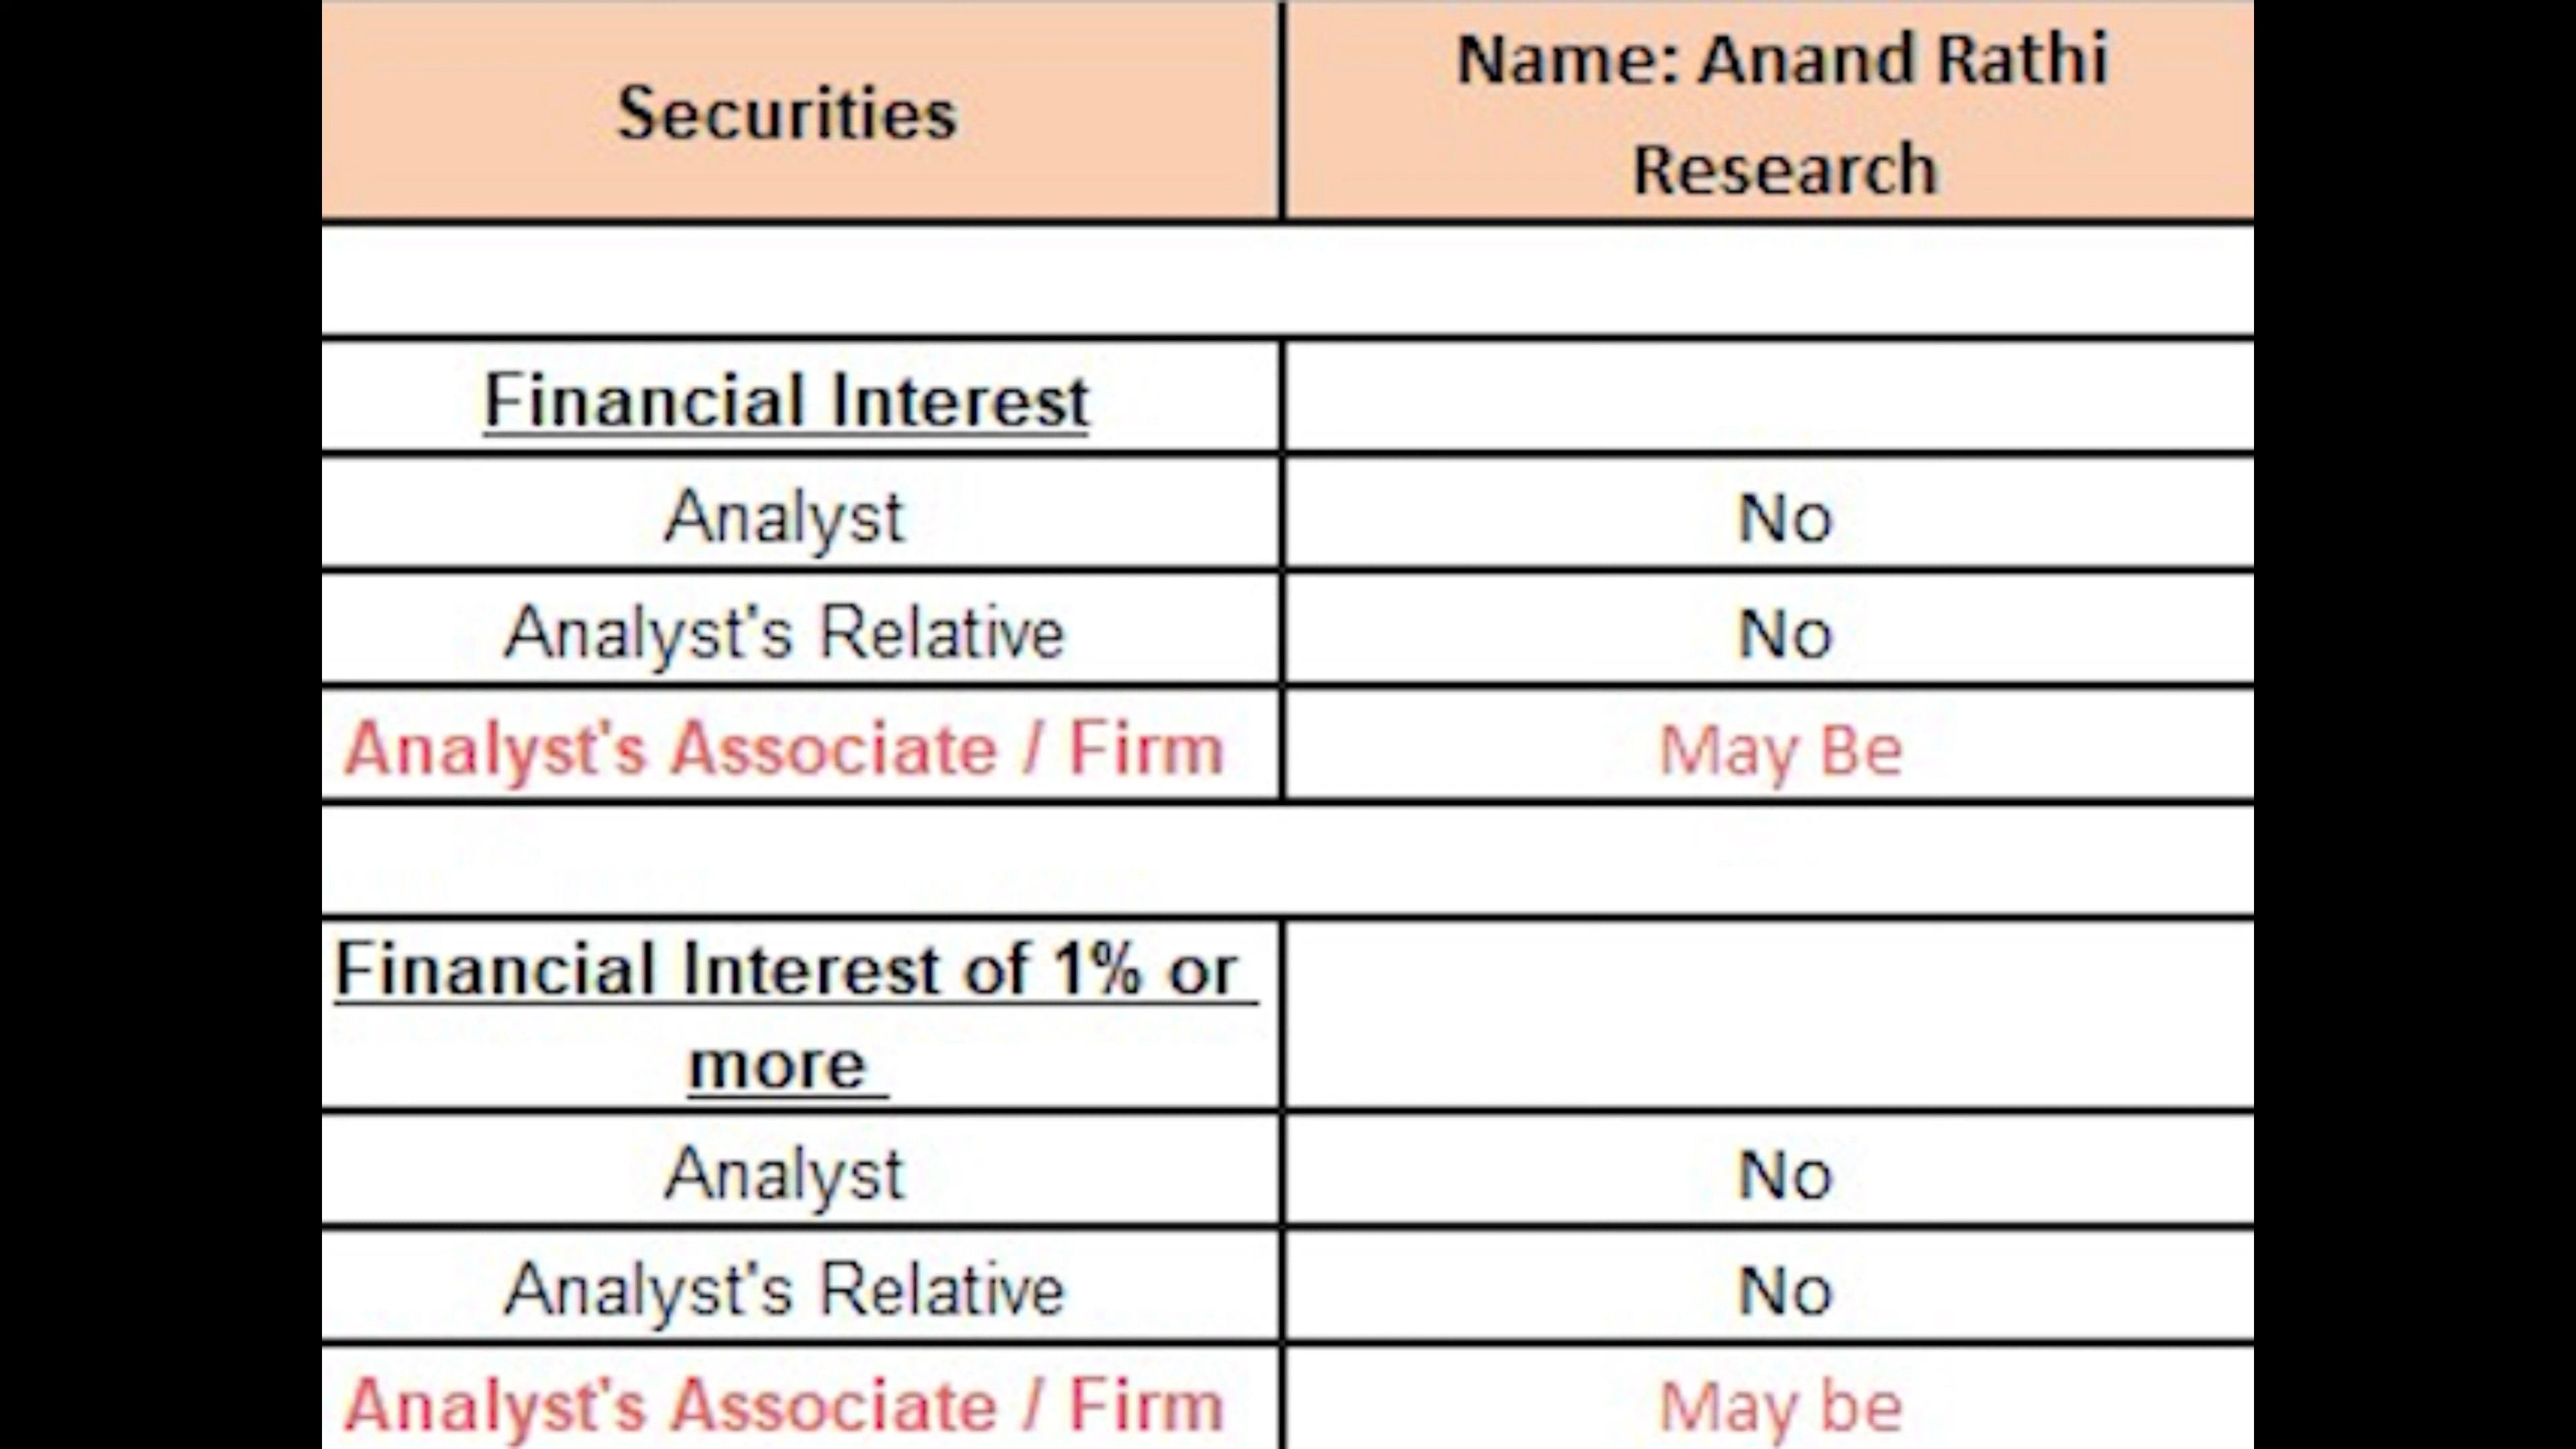 Securities
Name: Anand Rathi
Research
Financial Interest
Analyst No
Analyst's Relative No
Analyst's Associate / Firm May Be
Financial Interest of 1% or
more
Analyst No
Analyst's Relative No
Analyst's Associate / Firm May be